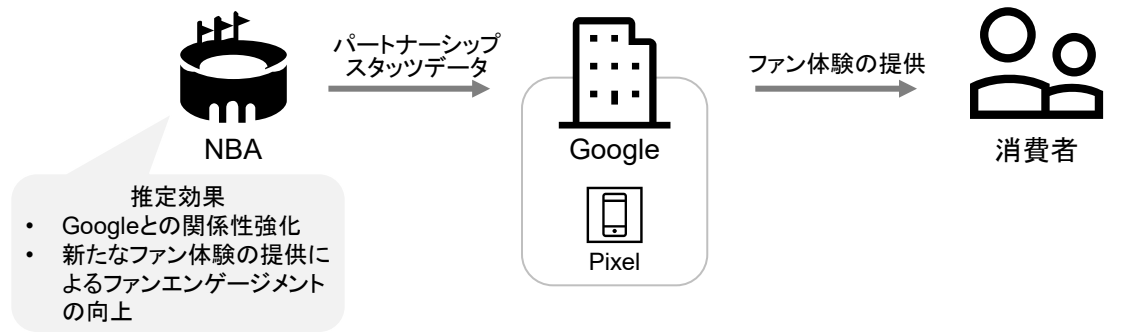 パートナーシップ
スタッツデータ
ファン体験の提供
NBA
Google
消費者
Pixel
推定効果
• Googleとの関係性強化
• 新たなファン体験の提供に
よるファンエンゲージメント
の向上